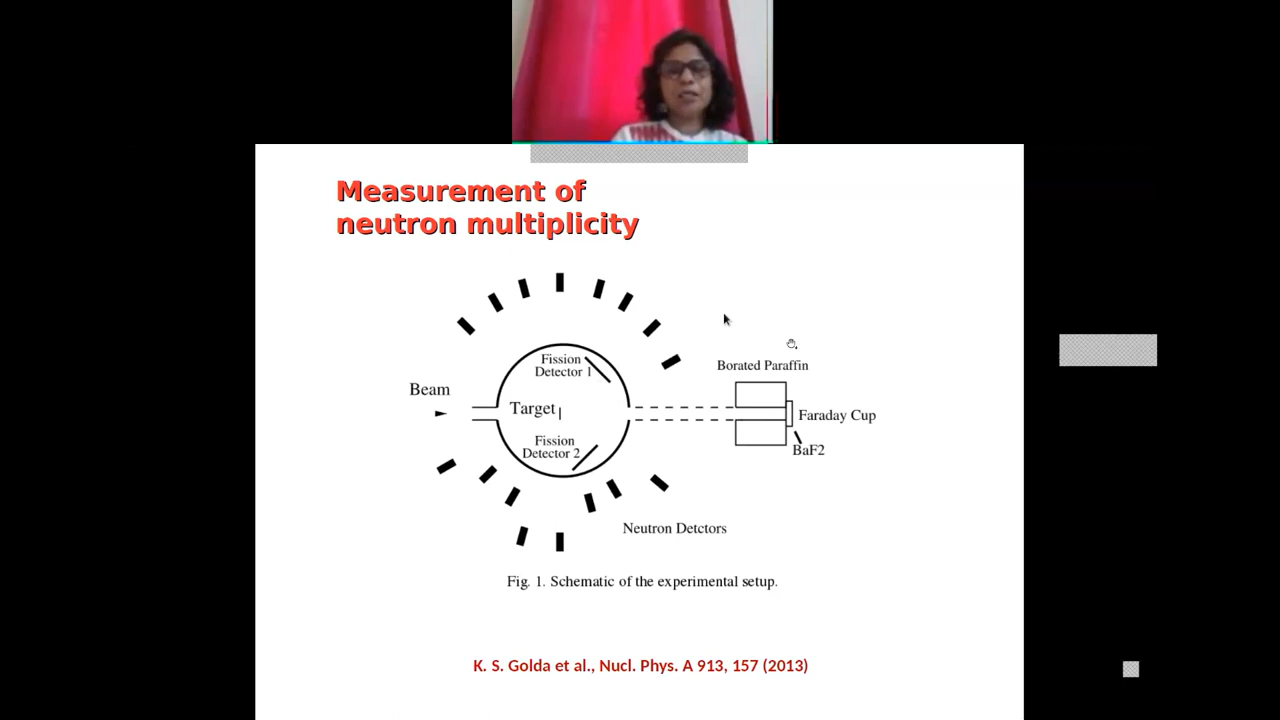 Measurement of
neutron multiplicity
Fission
Detector 1
Borated Paraffin
Beam
Target
Faraday Cup
Fission
Detector 2
BaF2
Neutron Detctors
Fig. 1. Schematic of the experimental setup.
K. S. Golda et al., Nucl. Phys. A 913, 157 (2013)